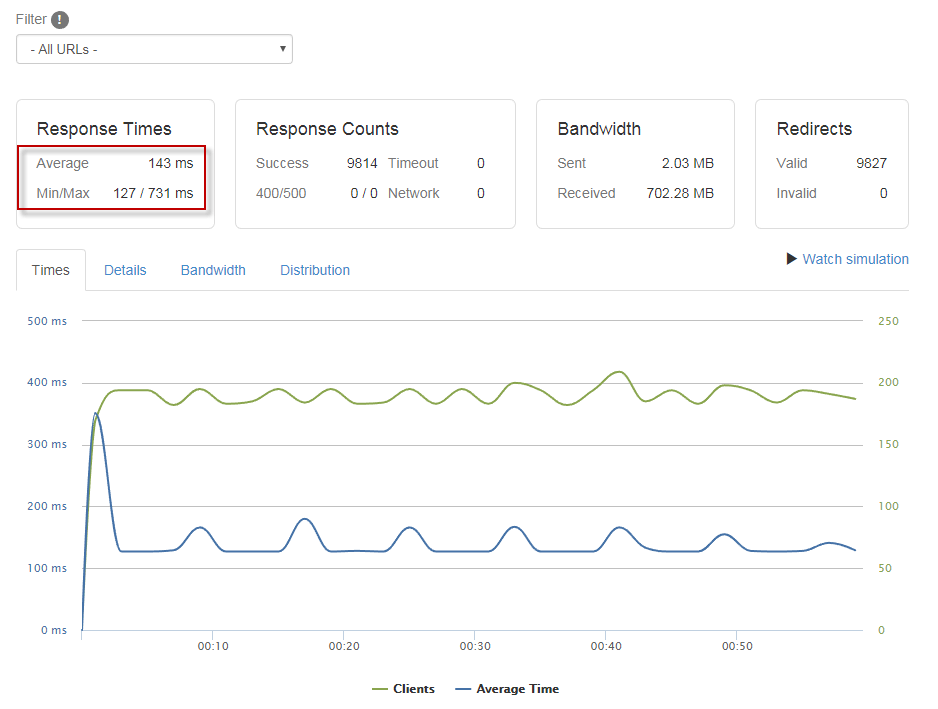 Filter !
- All URLs -
Response Times
Average 143 ms
Min/Max 127 / 731 ms
Response Counts
Success 9814 Timeout 0
400/500 0 / 0 Network 0
Bandwidth
Sent 2.03 MB
Received 702.28 MB
Redirects
Valid 9827
Invalid 0
Times Details Bandwidth Distribution Watch simulation
500 ms 250
400 ms 200
300 ms 150
200 ms 100
100 ms 50
0 ms 0
00:10 00:20 00:30 00:40 00:50
Clients Average Time